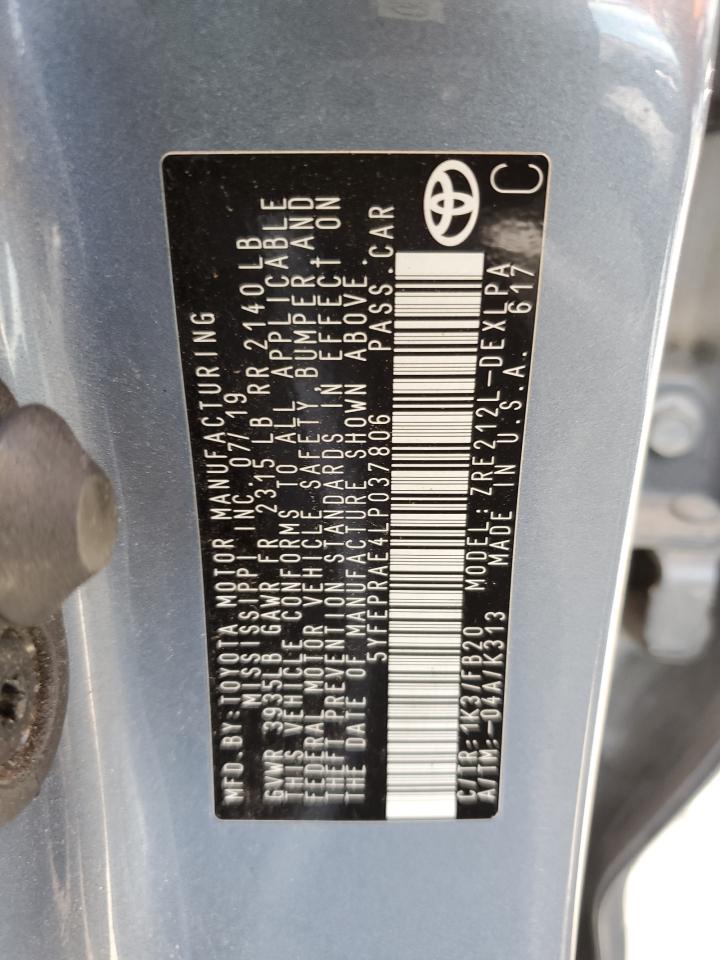 MFD.BY:TOYOTA MOTOR MANUFACTURING
MISSISSIPPI INC. 07/19
GVWR 3935LB GAWR FR 2315 LB RR 2140 LB
THIS VEHICLE CONFORMS TO ALL APPLICABLE
FEDERAL MOTOR VEHICLE SAFETY, BUMPER, AND
THEFT PREVENTION STANDARDS IN EFFECT ON
THE DATE OF MANUFACTURE SHOWN ABOVE.
5YFEPRAE4LP037806 PASS.CAR
C/TR:1K3/FB20 MODEL:ZRE212L-DEXLPA
A/TM:-04A/K313 MADE IN U.S.A. 617
C